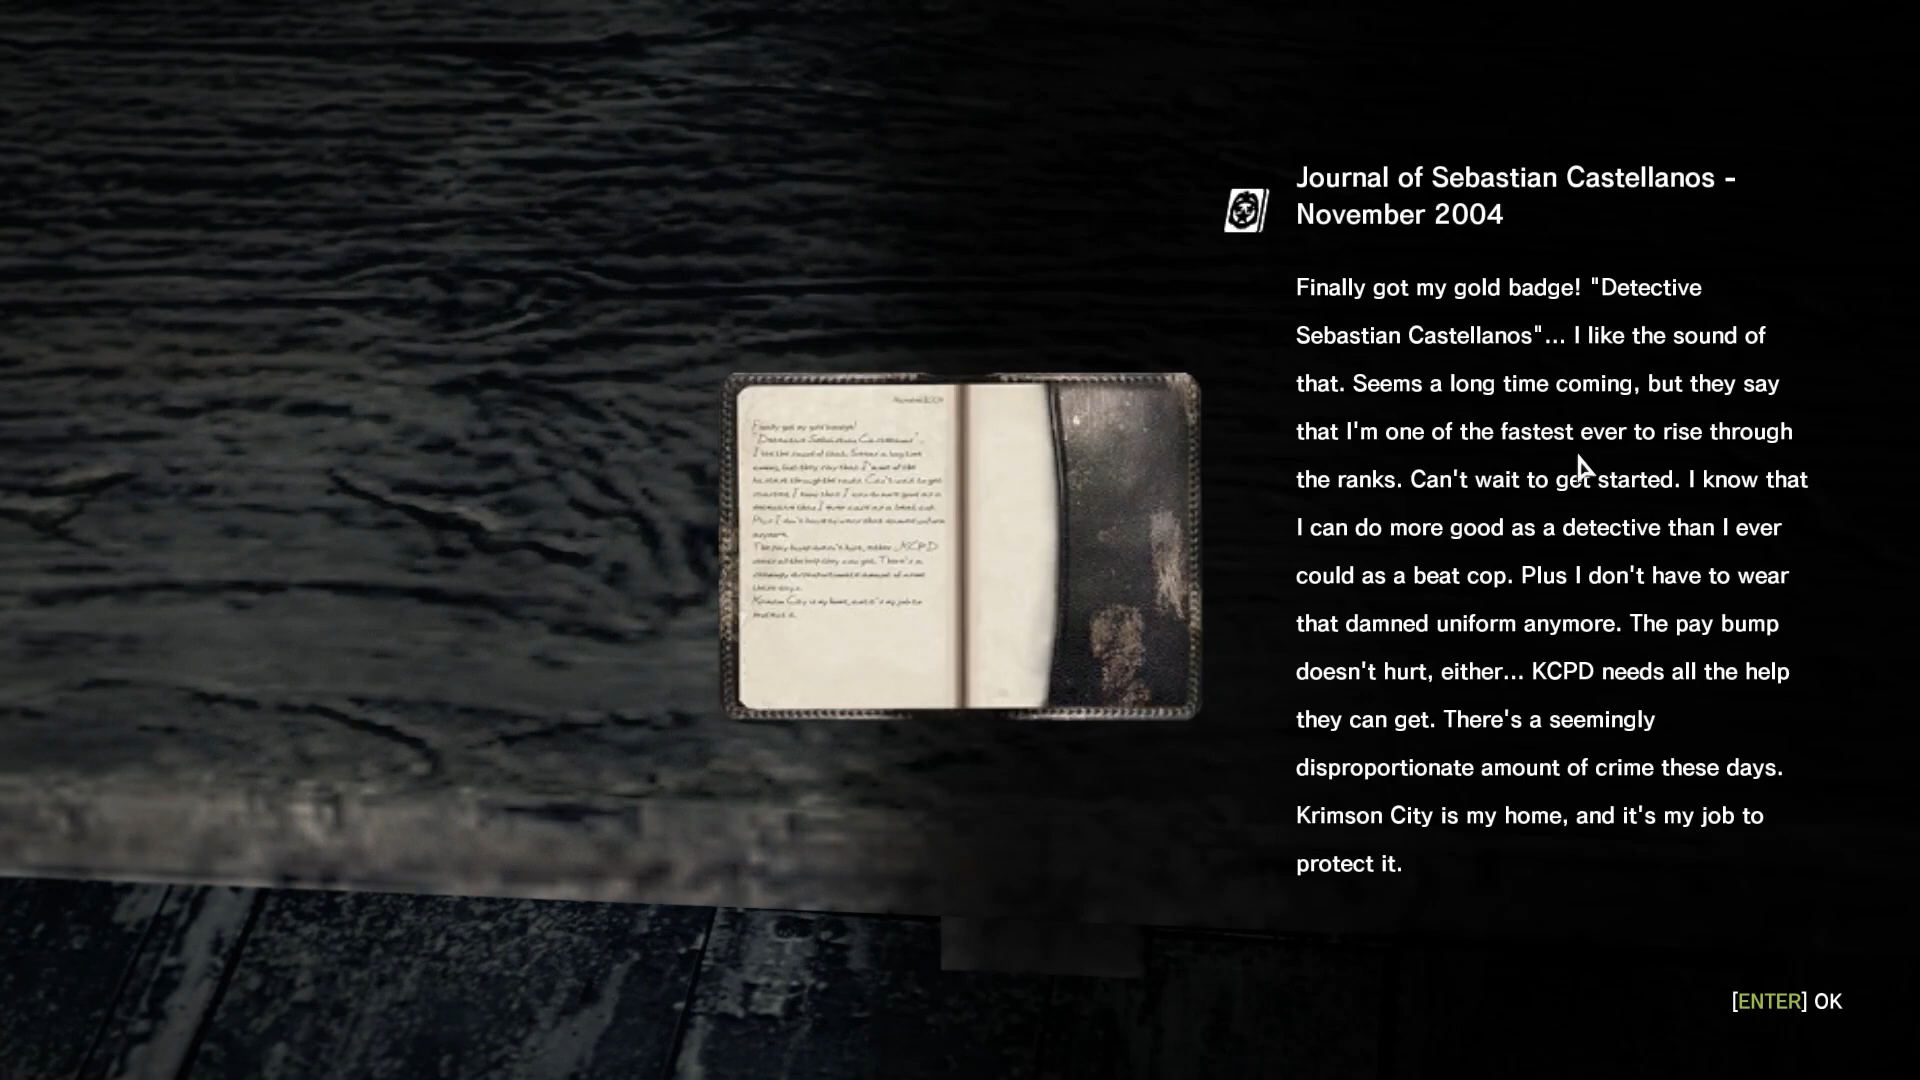 Journal of Sebastian Castellanos -
November 2004
Finally got my gold badge! "Detective
Sebastian Castellanos"... I like the sound of
that. Seems a long time coming, but they say
that I'm one of the fastest ever to rise through
the ranks. Can't wait to get started. I know that
I can do more good as a detective than I ever
could as a beat cop. Plus I don't have to wear
that damned uniform anymore. The pay bump
doesn't hurt, either... KCPD needs all the help
they can get. There's a seemingly
disproportionate amount of crime these days.
Krimson City is my home, and it's my job to
protect it.
[ENTER] OK